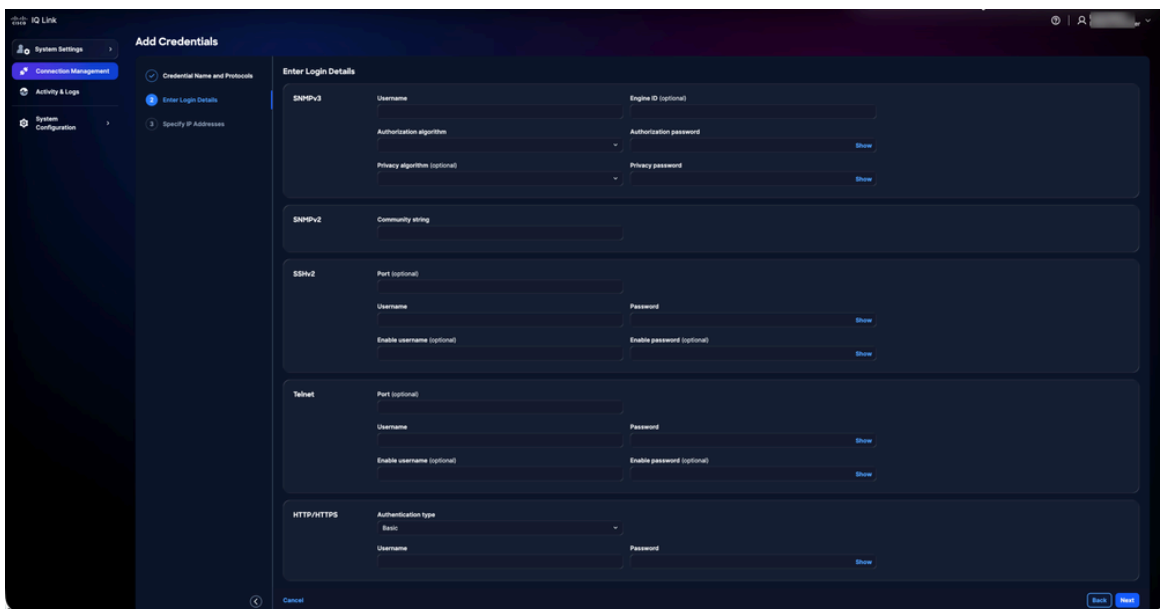 CISCO IQ Link
Add Credentials
System Settings
Connection Management
Activity & Logs
System
Configuration
Credential Name and Protocols
2 Enter Login Details
3 Specify IP Addresses
Enter Login Details
SNMPv3
Username
Engine ID (optional)
Authorization algorithm
Authorization password
Show
Privacy algorithm (optional)
Privacy password
Show
SNMPv2
Community string
SSHv2
Port (optional)
Username
Password
Show
Enable username (optional)
Enable password (optional)
Show
Telnet
Port (optional)
Username
Password
Show
Enable username (optional)
Enable password (optional)
Show
HTTP/HTTPS
Authentication type
Basic
Username
Password
Show
Cancel
Back
Next